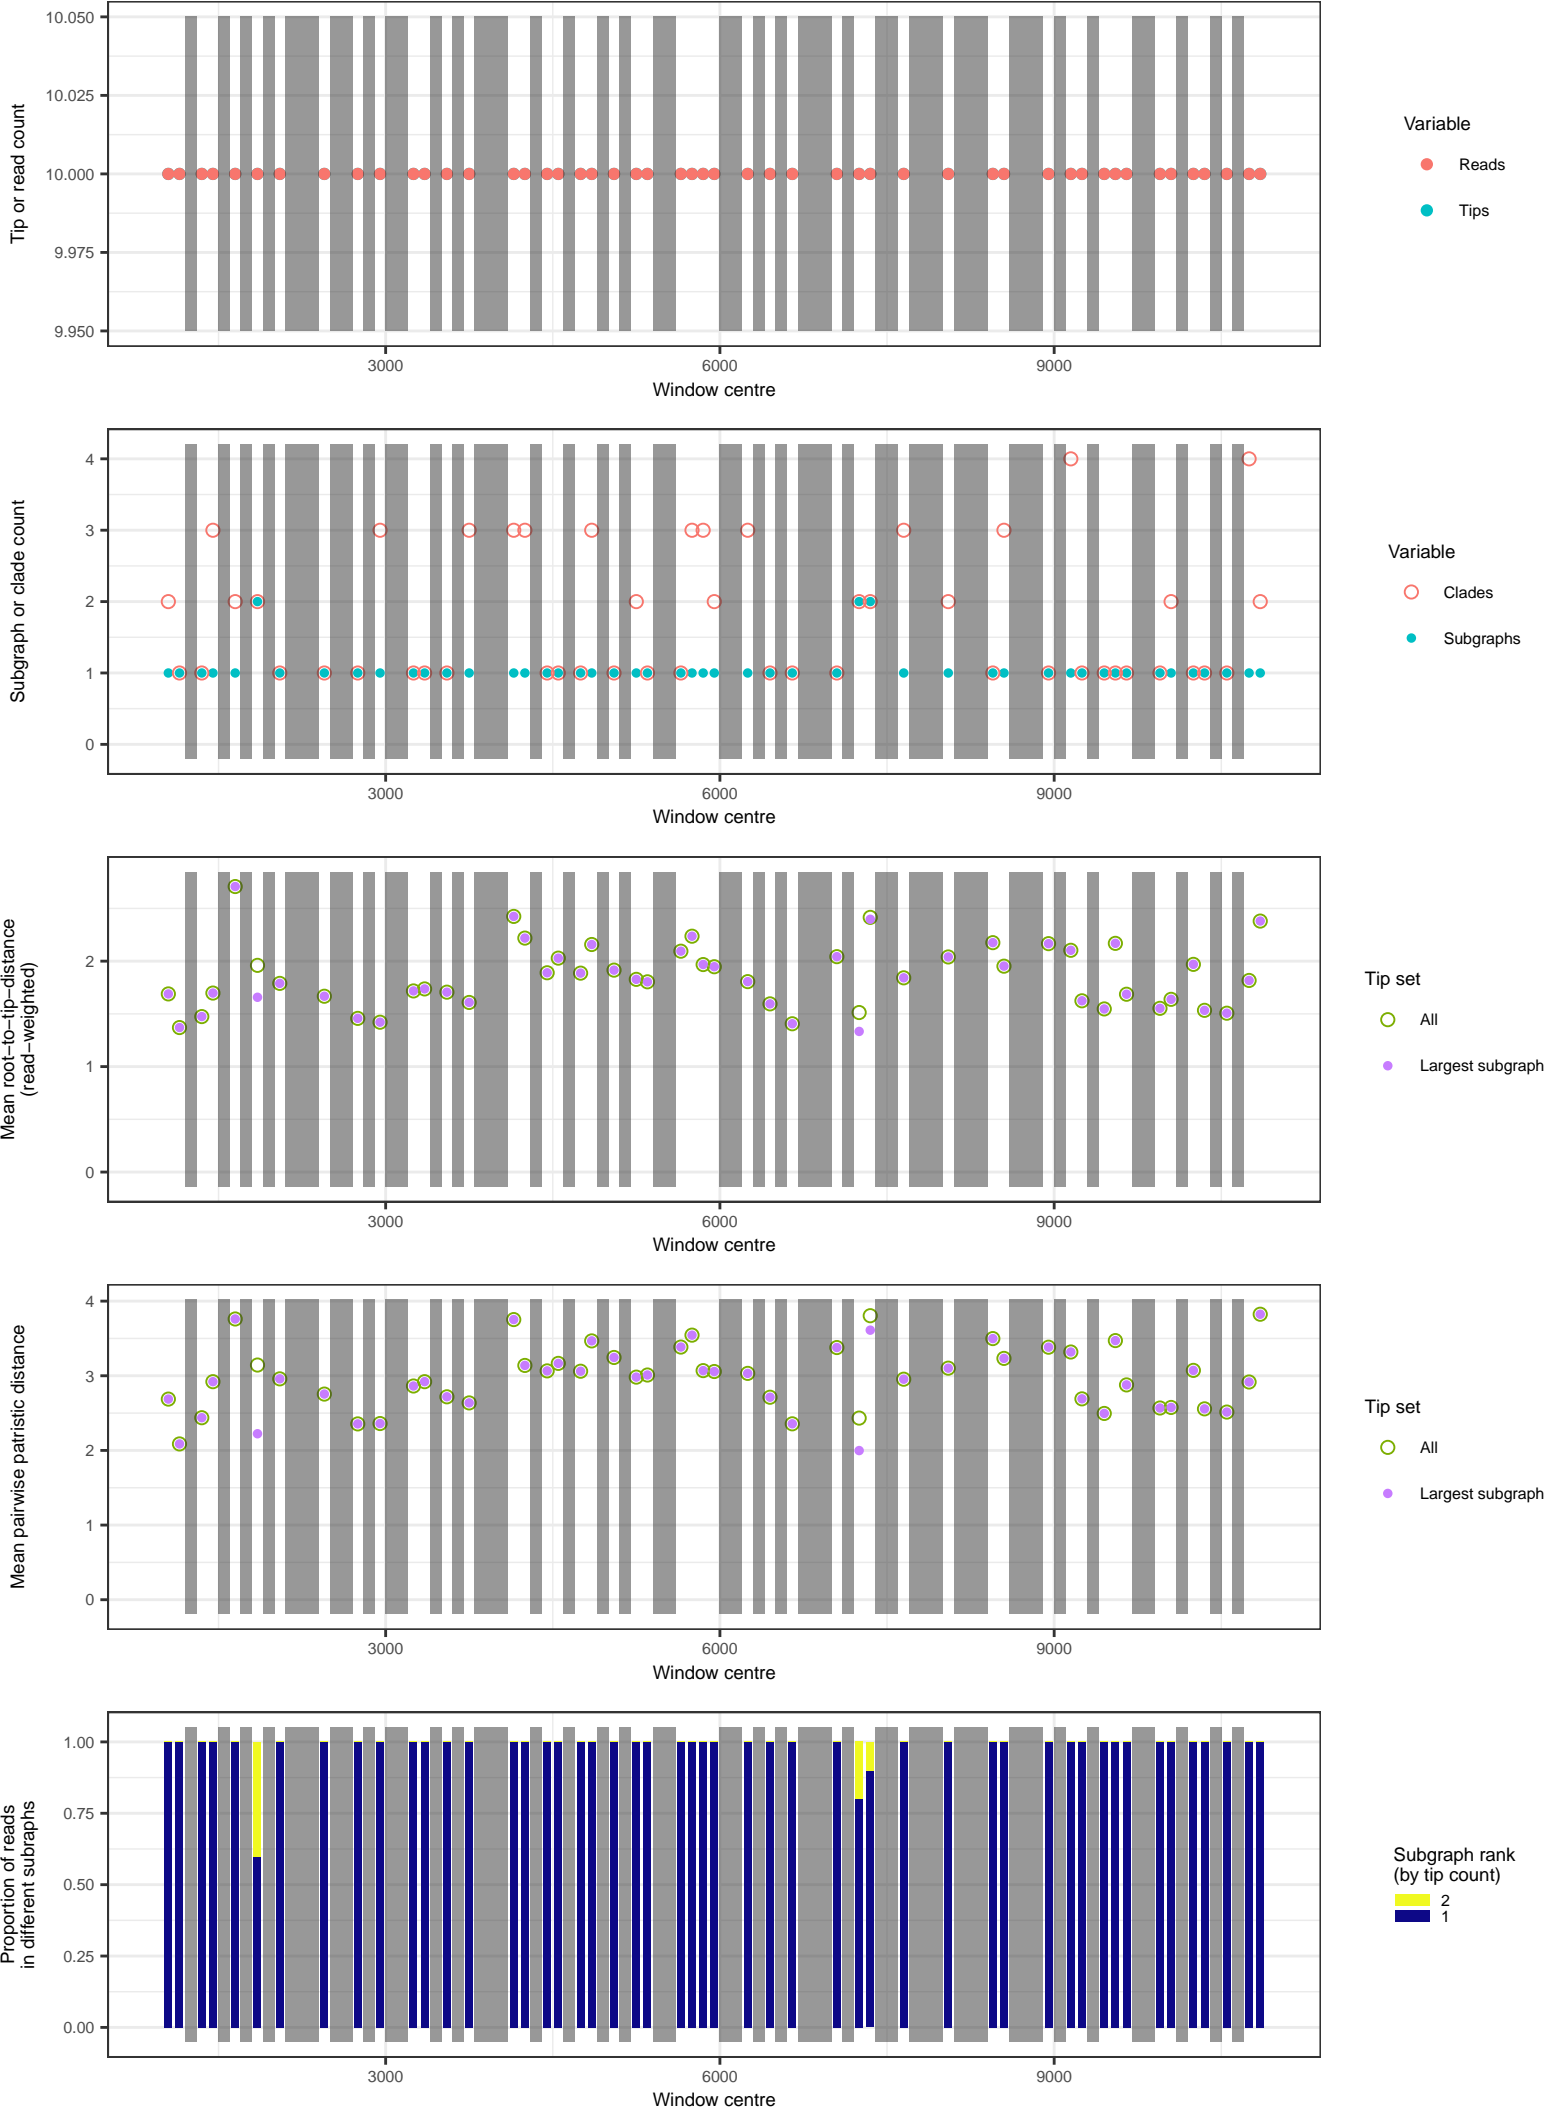 10.050
10.025
10.000
9.975
9.950
Tip or read count
3000
6000
9000
Window centre
Variable
Reads
Tips
4
3
2
1
0
Subgraph or clade count
3000
6000
9000
Window centre
Variable
Clades
Subgraphs
2
1
0
Mean root−to−tip−distance
(read−weighted)
3000
6000
9000
Window centre
Tip set
All
Largest subgraph
4
3
2
1
0
Mean pairwise patristic distance
3000
6000
9000
Window centre
Tip set
All
Largest subgraph
1.00
0.75
0.50
0.25
0.00
Proportion of reads
in different subraphs
3000
6000
9000
Window centre
Subgraph rank
(by tip count)
2
1